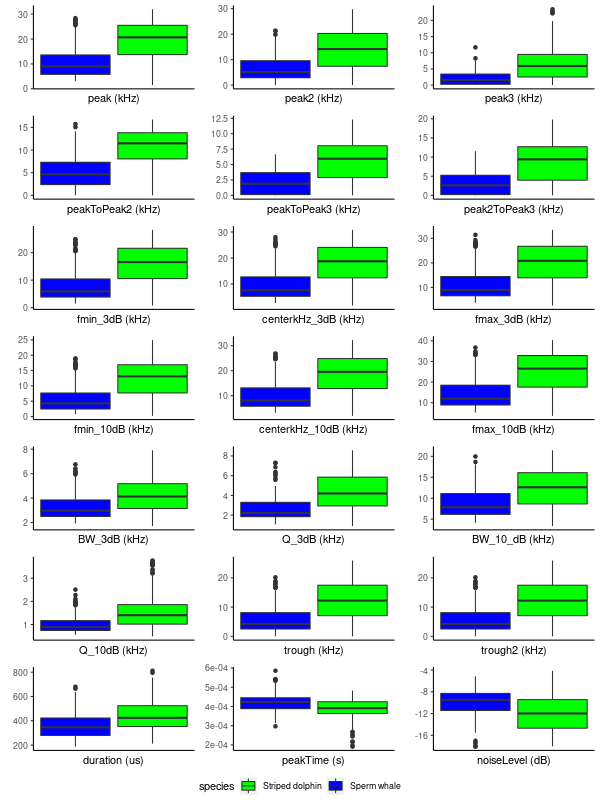 30
20
10
0
peak (kHz)
30
20
10
0
peak2 (kHz)
20
15
10
5
0
peak3 (kHz)
15
10
5
0
peakToPeak2 (kHz)
12.5
10.0
7.5
5.0
2.5
0.0
peakToPeak3 (kHz)
20
15
10
5
0
peak2ToPeak3 (kHz)
20
10
0
fmin_3dB (kHz)
30
20
10
centerkHz_3dB (kHz)
30
20
10
fmax_3dB (kHz)
25
20
15
10
5
0
fmin_10dB (kHz)
30
20
10
centerkHz_10dB (kHz)
40
30
20
10
fmax_10dB (kHz)
8
6
4
2
BW_3dB (kHz)
8
6
4
2
Q_3dB (kHz)
20
15
10
5
BW_10_dB (kHz)
3
2
1
Q_10dB (kHz)
20
10
0
trough (kHz)
20
10
0
trough2 (kHz)
800
600
400
200
duration (us)
6e-04
5e-04
4e-04
3e-04
2e-04
peakTime (s)
-4
-8
-12
-16
noiseLevel (dB)
species Striped dolphin Sperm whale